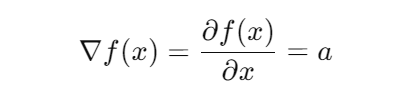 ∇f(x) = ∂f(x)/∂x = a